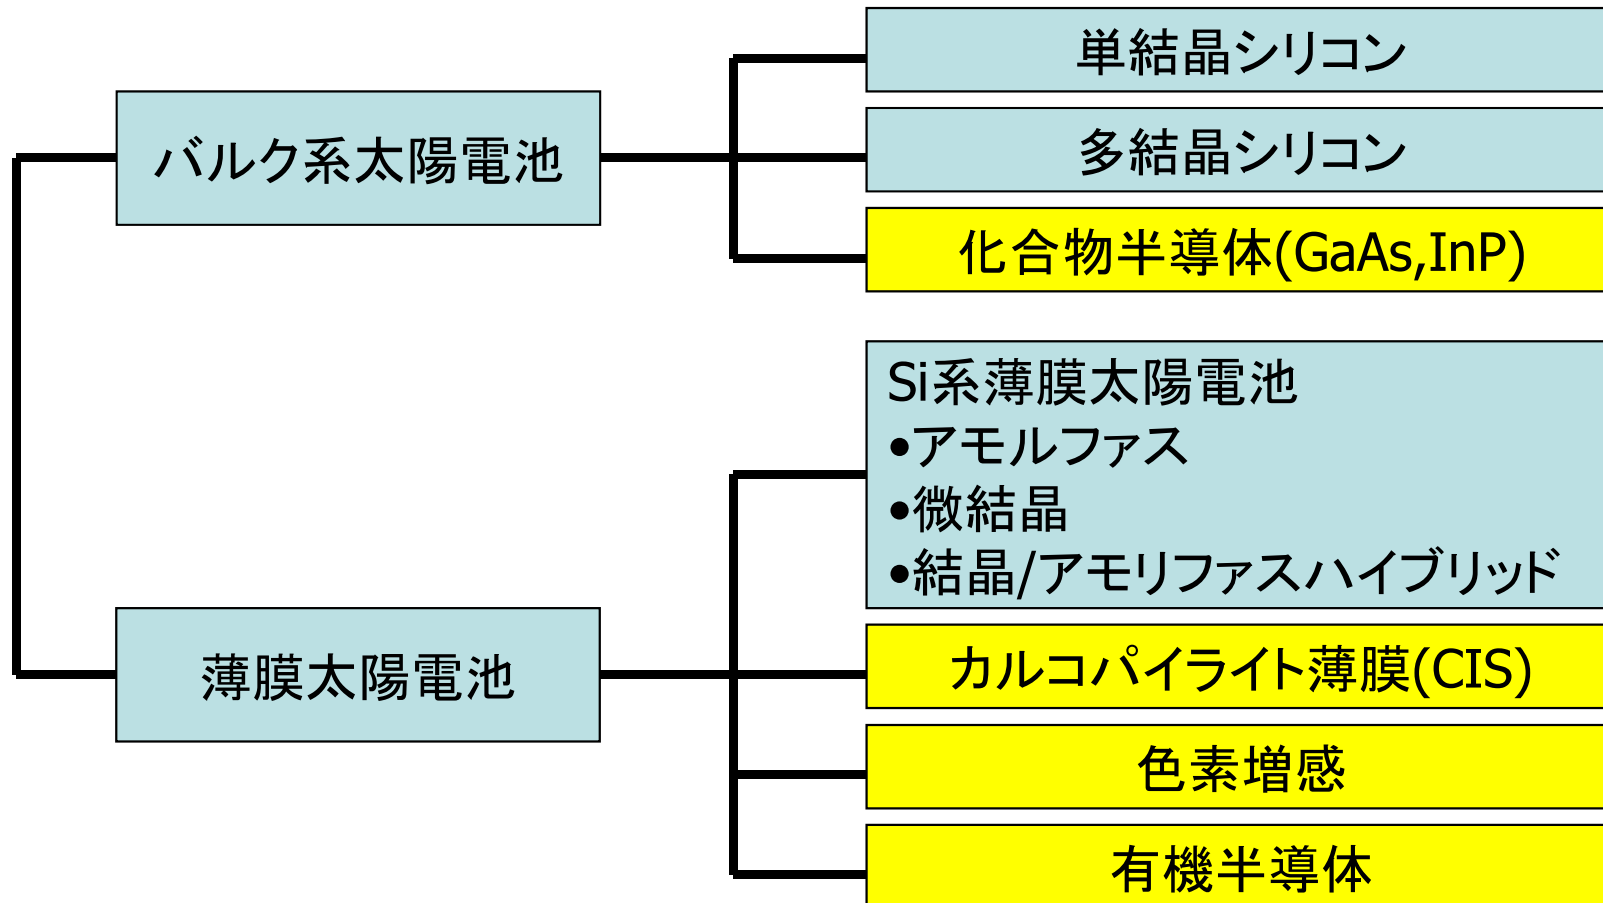 バルク系太陽電池
単結晶シリコン
多結晶シリコン
化合物半導体(GaAs,InP)
薄膜太陽電池
Si系薄膜太陽電池
•アモルファス
•微結晶
•結晶/アモリファスハイブリッド
カルコパイライト薄膜(CIS)
色素増感
有機半導体